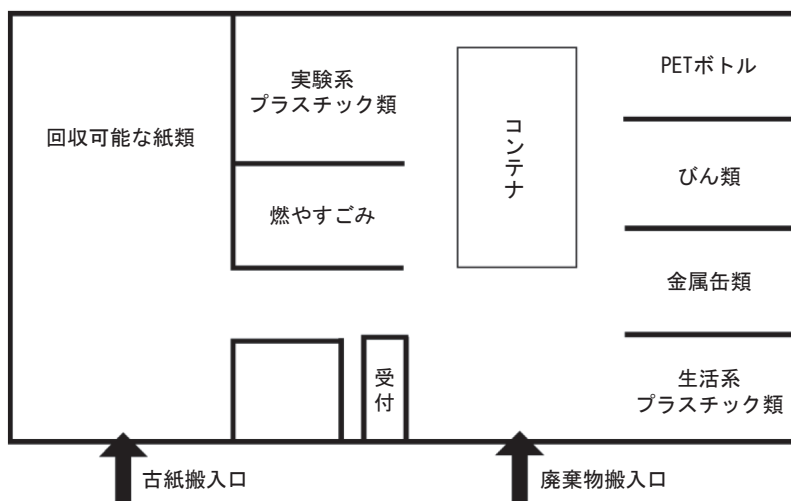 回収可能な紙類
実験系
プラスチック類
燃やすごみ
コンテナ
PETボトル
びん類
金属缶類
生活系
プラスチック類
受付
古紙搬入口
廃棄物搬入口